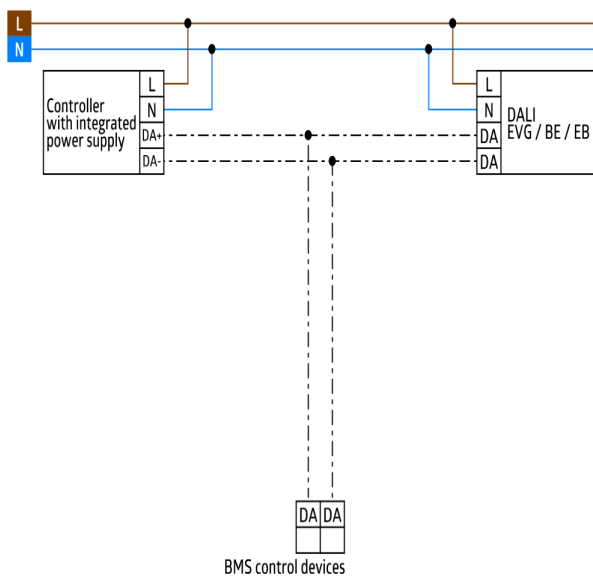 L
N
Controller
with integrated
power supply
L
N
DA+
DA-
L
N
DA
DA
DALI
EVG / BE / EB
DA DA
BMS control devices